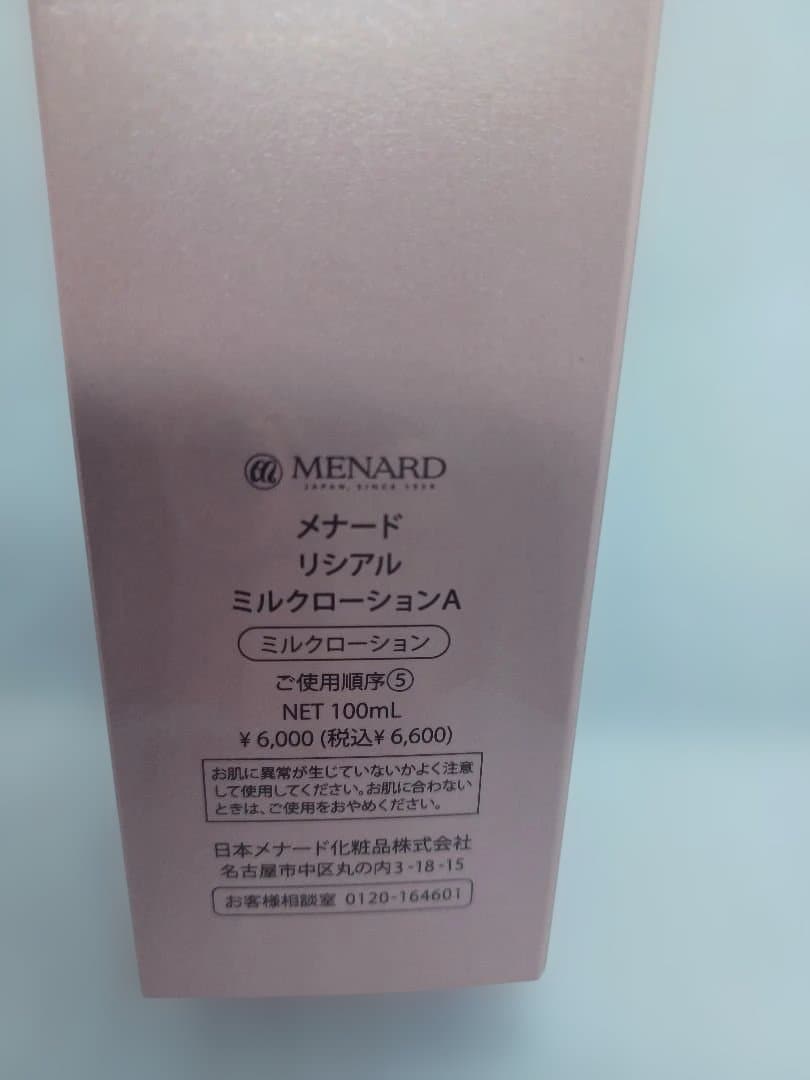 MENARD
JAPAN, SINCE 1959
メナード
リシアル
ミルクローションA
ミルクローション
ご使用順序⑤
NET 100mL
¥6,000 (税込¥6,600)
お肌に異常が生じていないかよく注意
して使用してください。お肌に合わない
ときは、ご使用をおやめください。
日本メナード化粧品株式会社
名古屋市中区丸の内3-18-15
お客様相談室 0120-164601